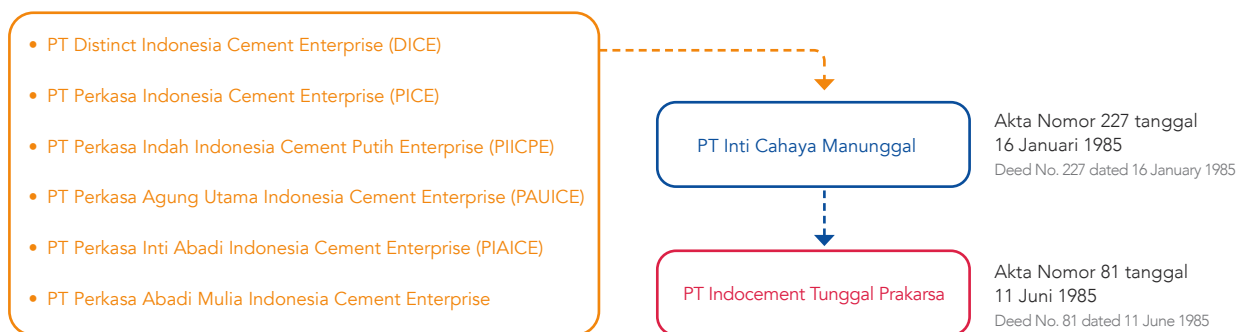 • PT Distinct Indonesia Cement Enterprise (DICE)
• PT Perkasa Indonesia Cement Enterprise (PICE)
• PT Perkasa Indah Indonesia Cement Putih Enterprise (PIICPE)
• PT Perkasa Agung Utama Indonesia Cement Enterprise (PAUICE)
• PT Perkasa Inti Abadi Indonesia Cement Enterprise (PIAICE)
• PT Perkasa Abadi Mulia Indonesia Cement Enterprise
PT Inti Cahaya Manunggal
Akta Nomor 227 tanggal
16 Januari 1985
Deed No. 227 dated 16 January 1985
PT Indocement Tunggal Prakarsa
Akta Nomor 81 tanggal
11 Juni 1985
Deed No. 81 dated 11 June 1985